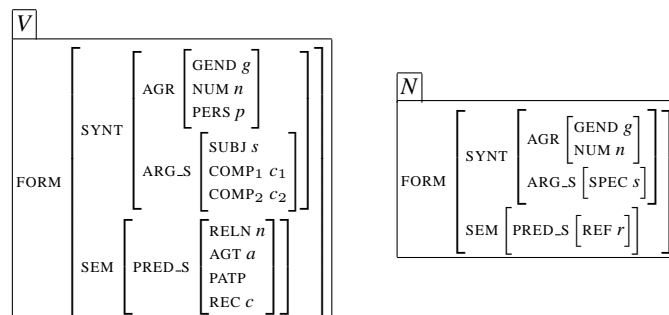 V
FORM
SYNT
AGR
GEND g
NUM n
PERS p
ARG_S
SUBJ s
COMP₁ c₁
COMP₂ c₂
SEM
PRED_S
RELN n
AGT a
PATP
REC c
N
FORM
SYNT
AGR
GEND g
NUM n
ARG_S
SPEC s
SEM
PRED_S
REF r